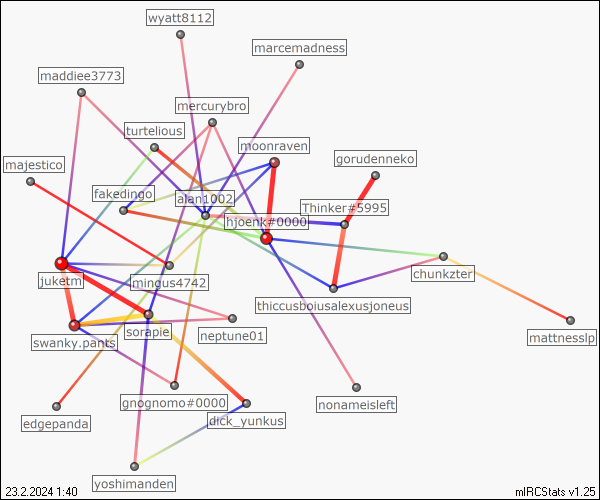 wyatt8112
marcemadness
maddiee3773
mercurybro
turtelious
moonraven
gorudenneko
majestico
fakedingo
alan1002
Thinker#5995
hjoenk#0000
juketm
mingus4742
chunkzter
thiccusboiusalexusjoneus
swanky.pants
sorapie
neptune01
mattnesslp
gnognomo#0000
nonameisleft
edgepanda
dick_yunkus
yoshimanden
23.2.2024 1:40
mIRCStats v1.25